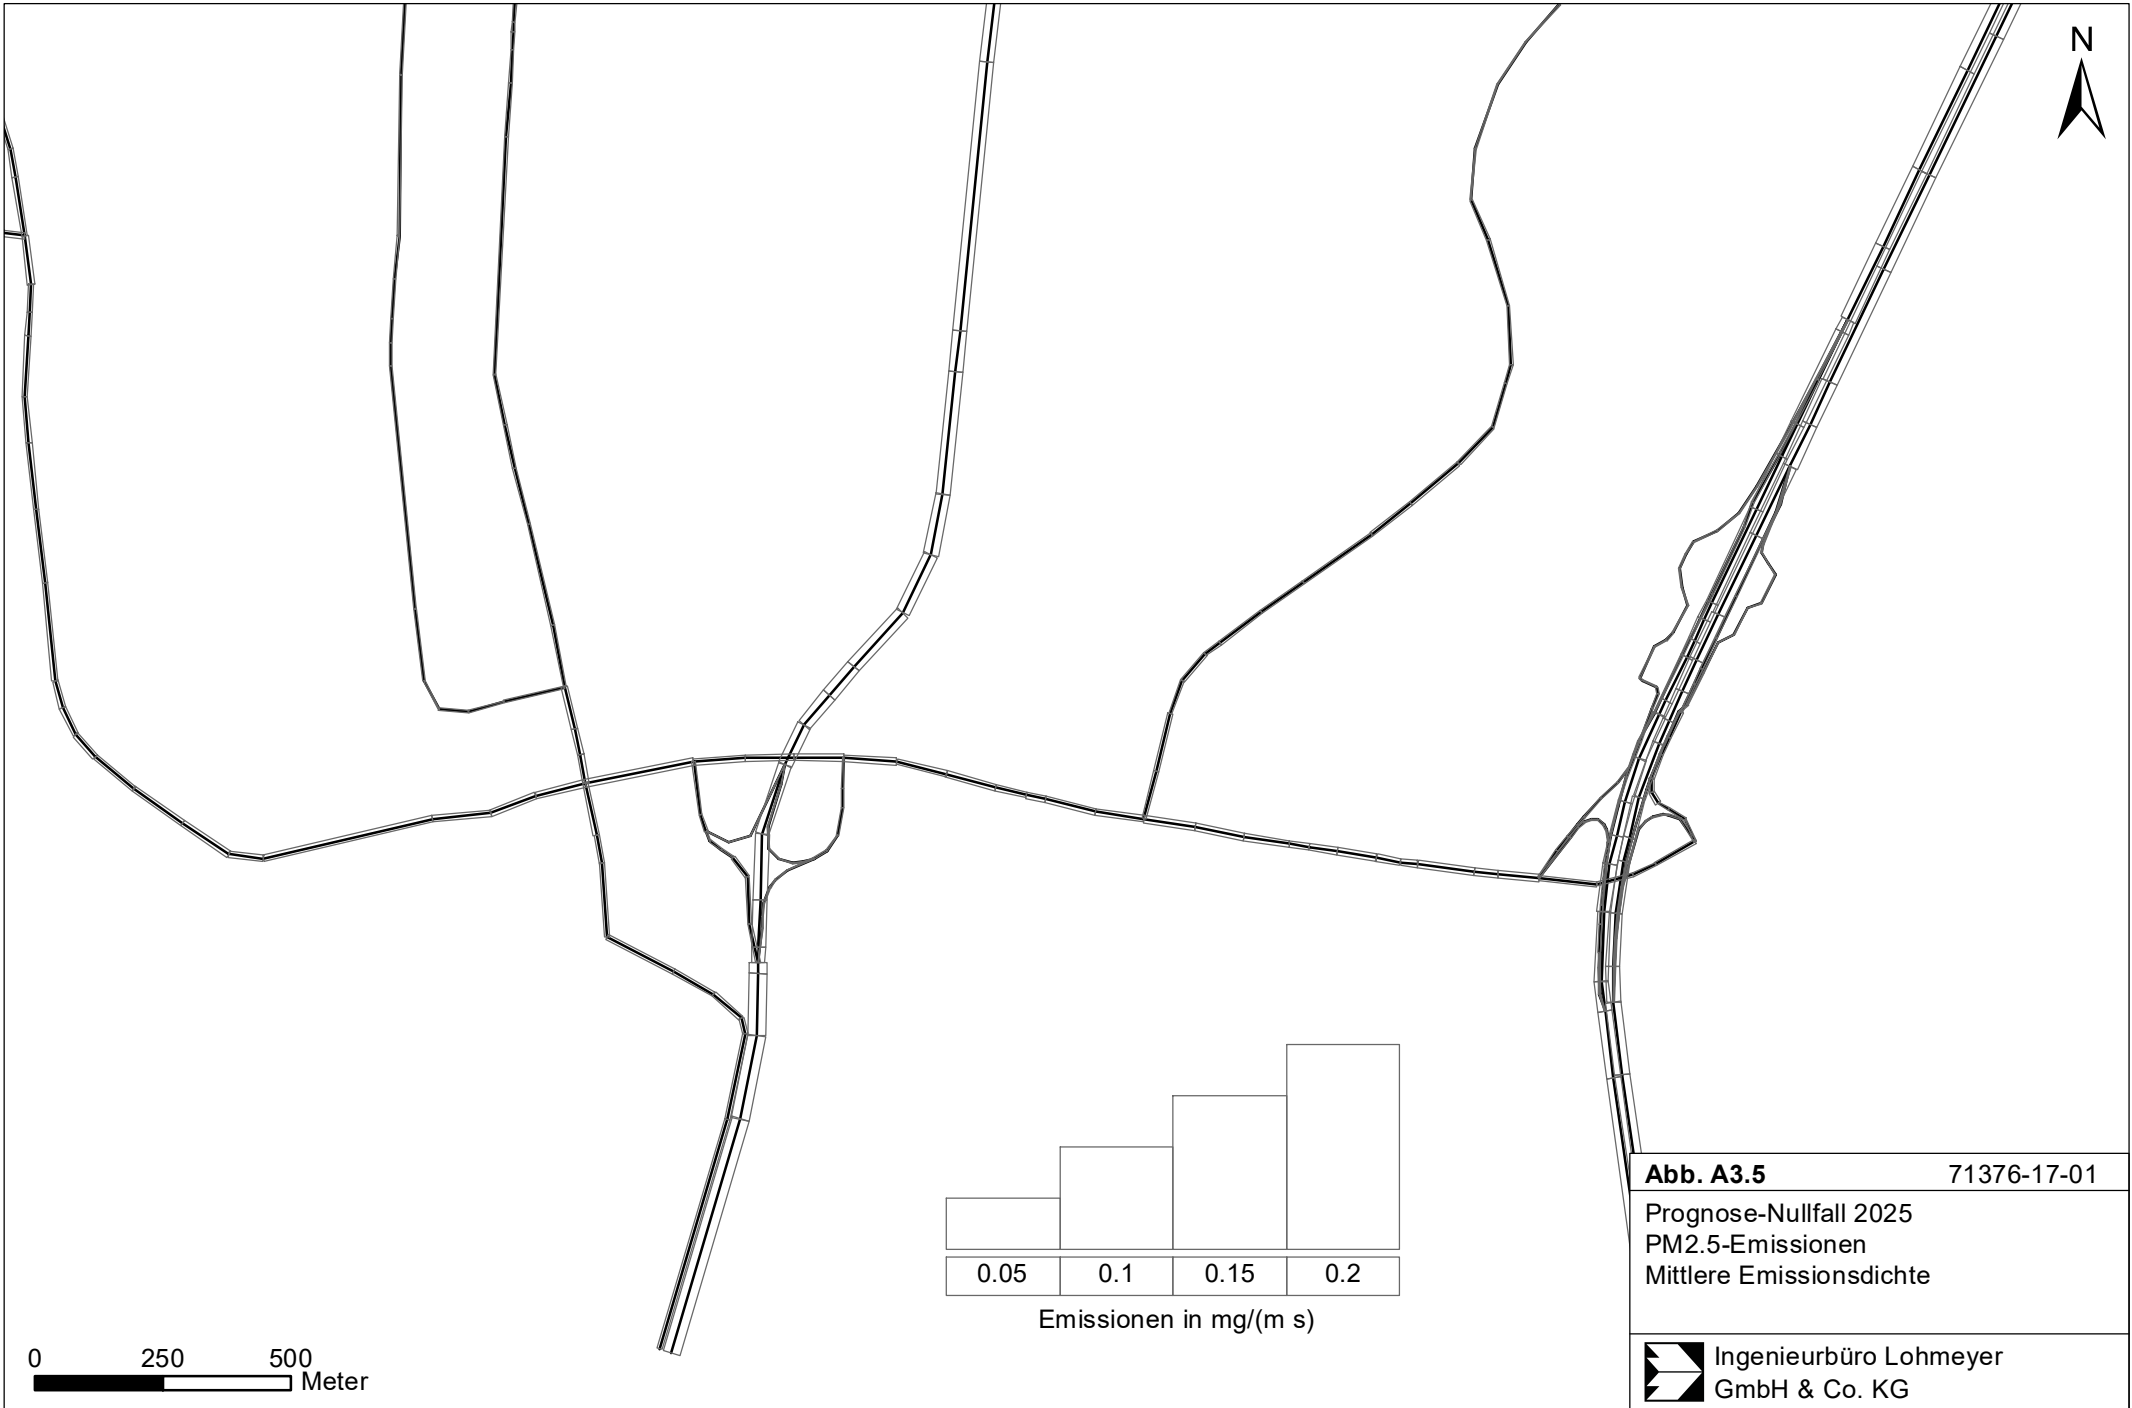 N
0.05 0.1 0.15 0.2
Emissionen in mg/(m s)
0 250 500
Meter
Abb. A3.5 71376-17-01
Prognose-Nullfall 2025
PM2.5-Emissionen
Mittlere Emissionsdichte
Ingenieurbüro Lohmeyer
GmbH & Co. KG